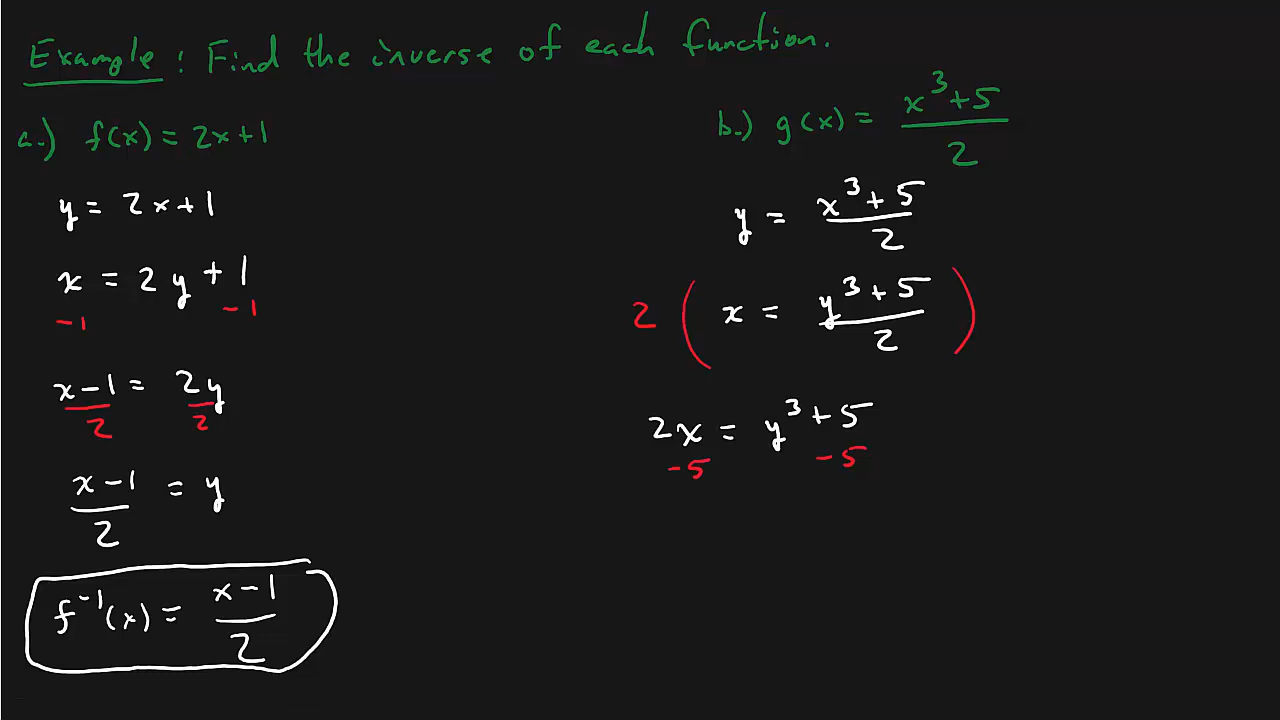 Example: Find the inverse of each function.
a.) f(x) = 2x+1
y = 2x+1
x = 2y+1
-1 -1
x-1 = 2y
2 2
x-1
2
= y
f⁻¹(x) = x-1
2
b.) g(x) = x³+5
2
y = x³+5
2
2 ( x = y³+5 )
2
2x = y³+5
-5 -5